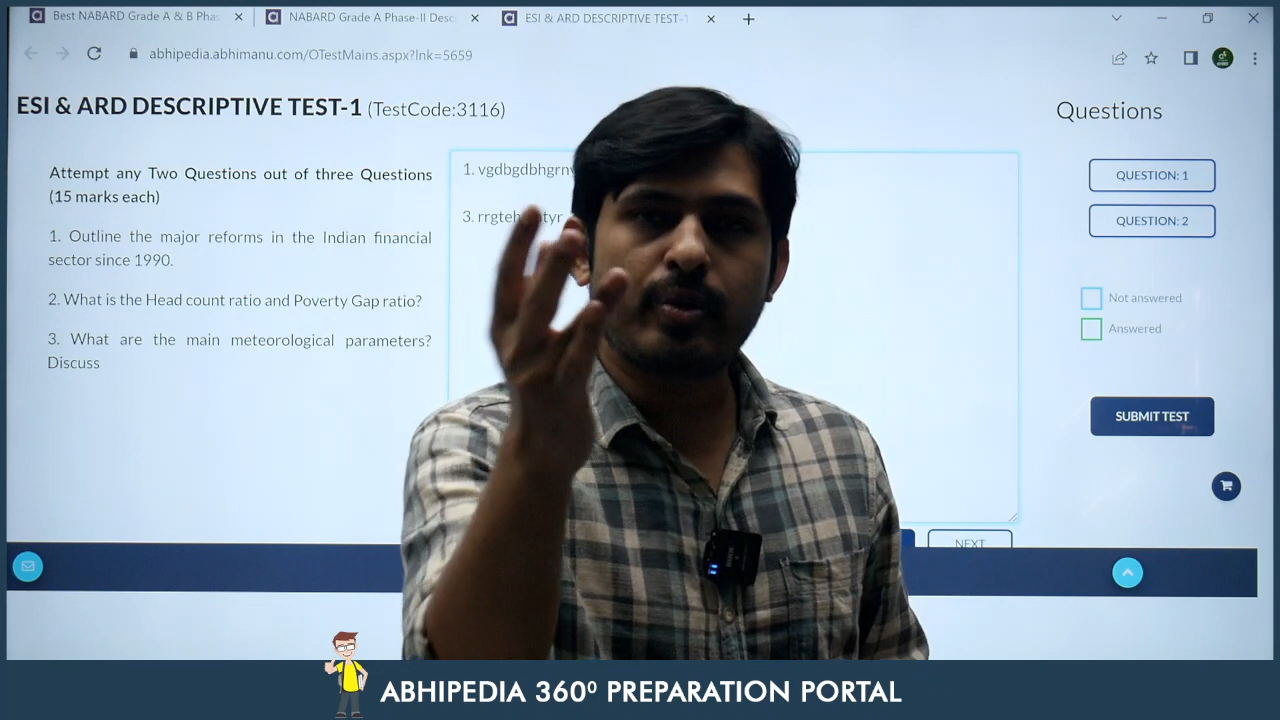 Best NABARD Grade A & B Pha
NABARD Grade A Phase-II Desc
ESI & ARD DESCRIPTIVE TEST-1
abhipedia.abhimanu.com/OTestMains.aspx?lnk=5659
ESI & ARD DESCRIPTIVE TEST-1 (TestCode:3116)
Questions
Attempt any Two Questions out of three Questions
(15 marks each)
1. Outline the major reforms in the Indian financial
sector since 1990.
2. What is the Head count ratio and Poverty Gap ratio?
3. What are the main meteorological parameters?
Discuss
1.
3.
QUESTION: 1
QUESTION: 2
Not answered
Answered
SUBMIT TEST
NEXT
ABHIPEDIA 360⁰ PREPARATION PORTAL